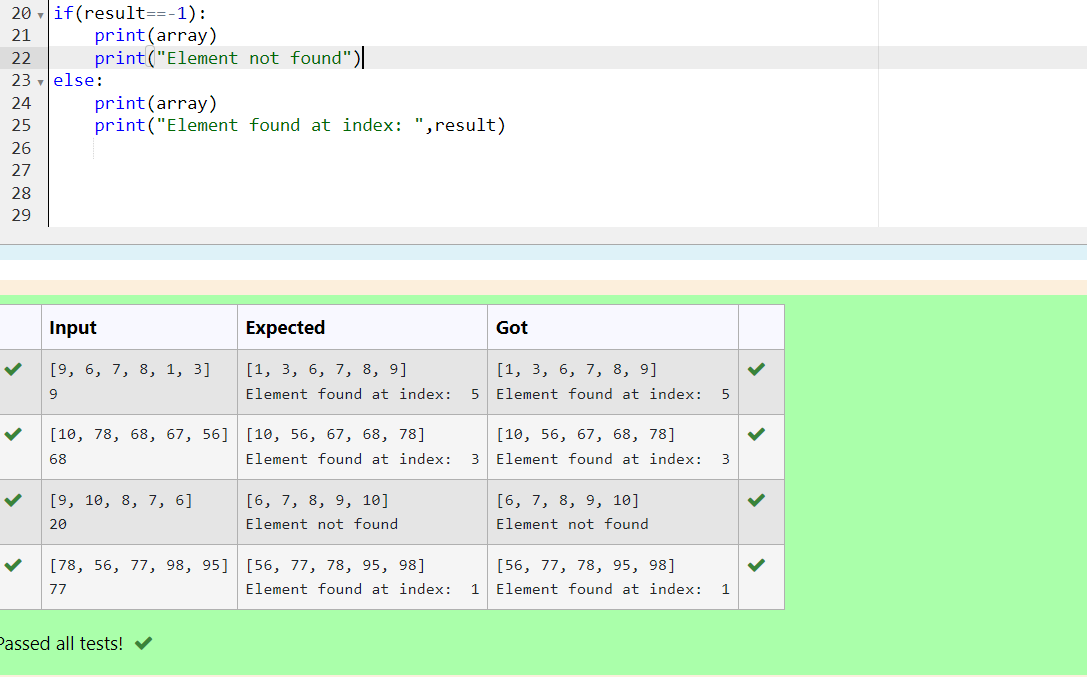 20 if(result==-1):
21 print(array)
22 print("Element not found")
23 else:
24 print(array)
25 print("Element found at index: ",result)
26
27
28
29
Input Expected Got
[9, 6, 7, 8, 1, 3] [1, 3, 6, 7, 8, 9] [1, 3, 6, 7, 8, 9]
9 Element found at index:  5 Element found at index:  5
[10, 78, 68, 67, 56] [10, 56, 67, 68, 78] [10, 56, 67, 68, 78]
68 Element found at index:  3 Element found at index:  3
[9, 10, 8, 7, 6] [6, 7, 8, 9, 10] [6, 7, 8, 9, 10]
20 Element not found Element not found
[78, 56, 77, 98, 95] [56, 77, 78, 95, 98] [56, 77, 78, 95, 98]
77 Element found at index:  1 Element found at index:  1
Passed all tests!